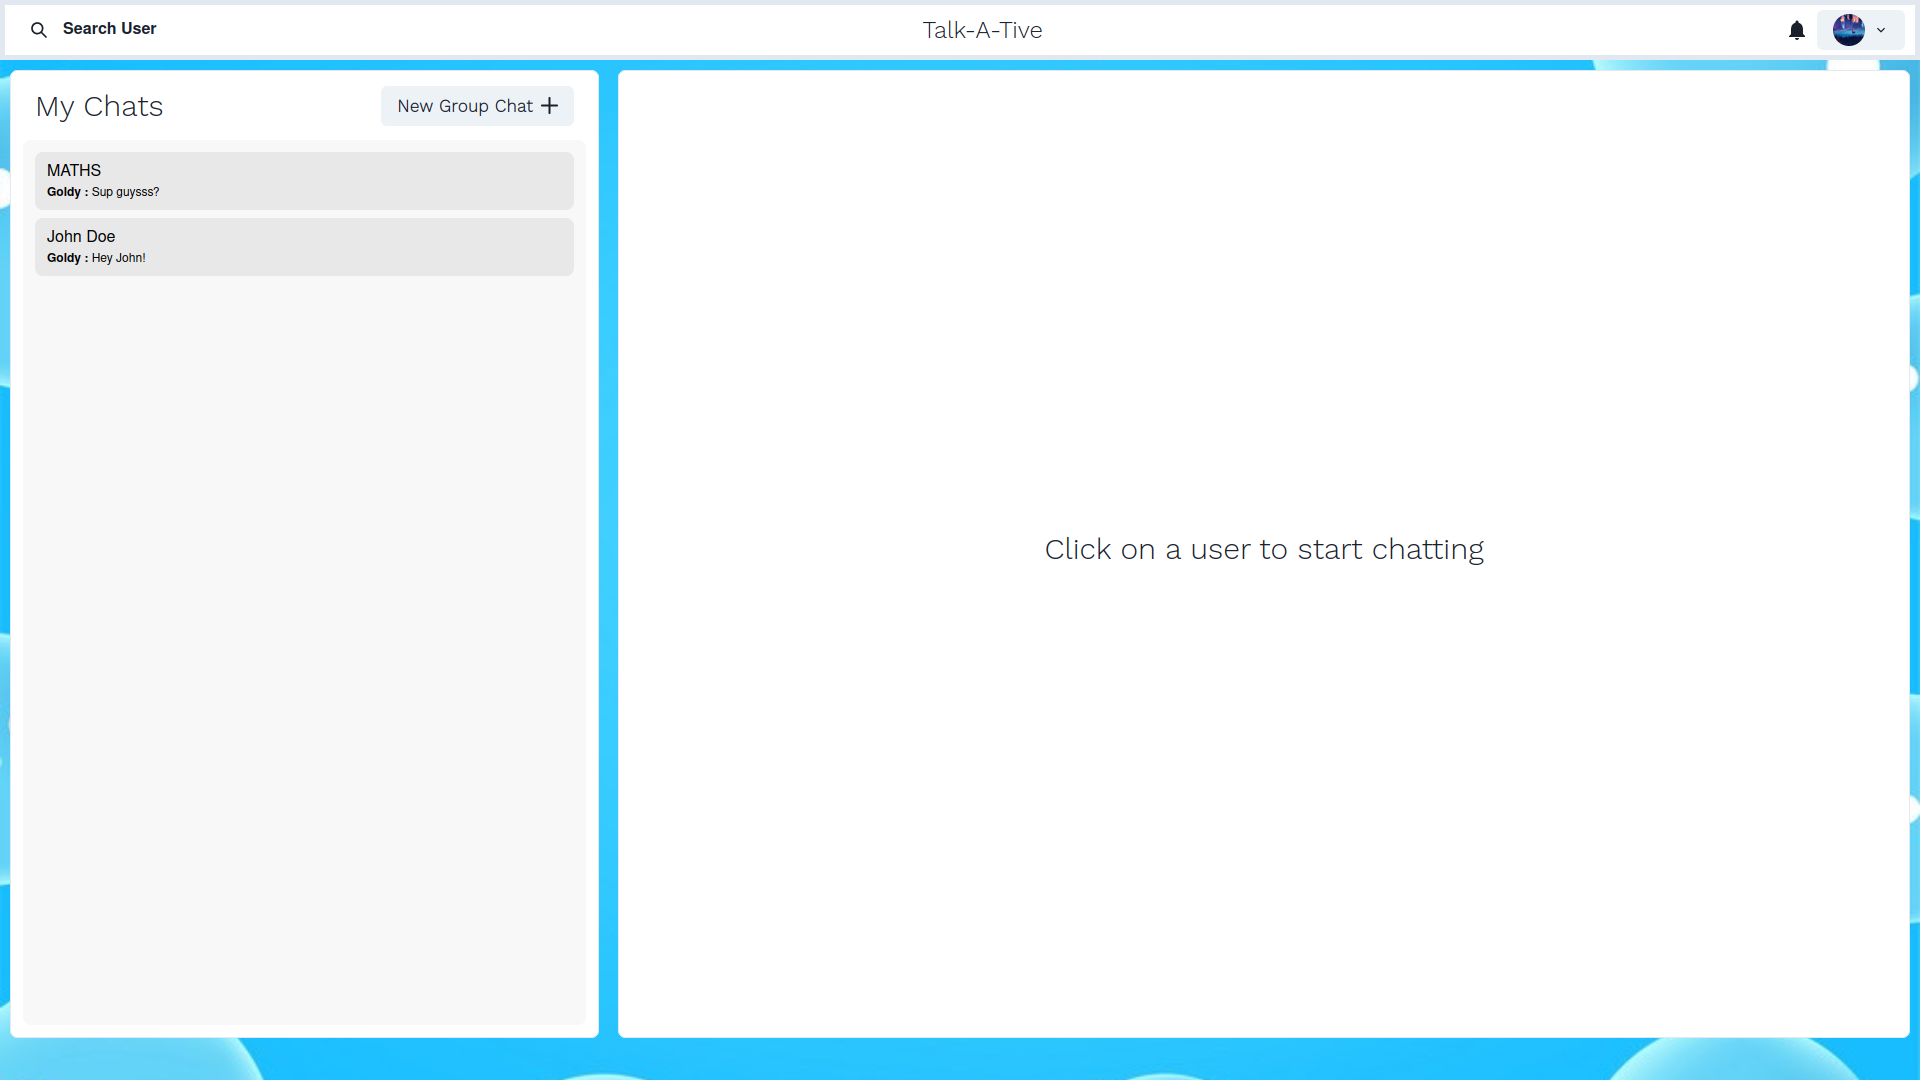 Search User
Talk-A-Tive
My Chats
New Group Chat
MATHS
Goldy : Sup guysss?
John Doe
Goldy : Hey John!
Click on a user to start chatting